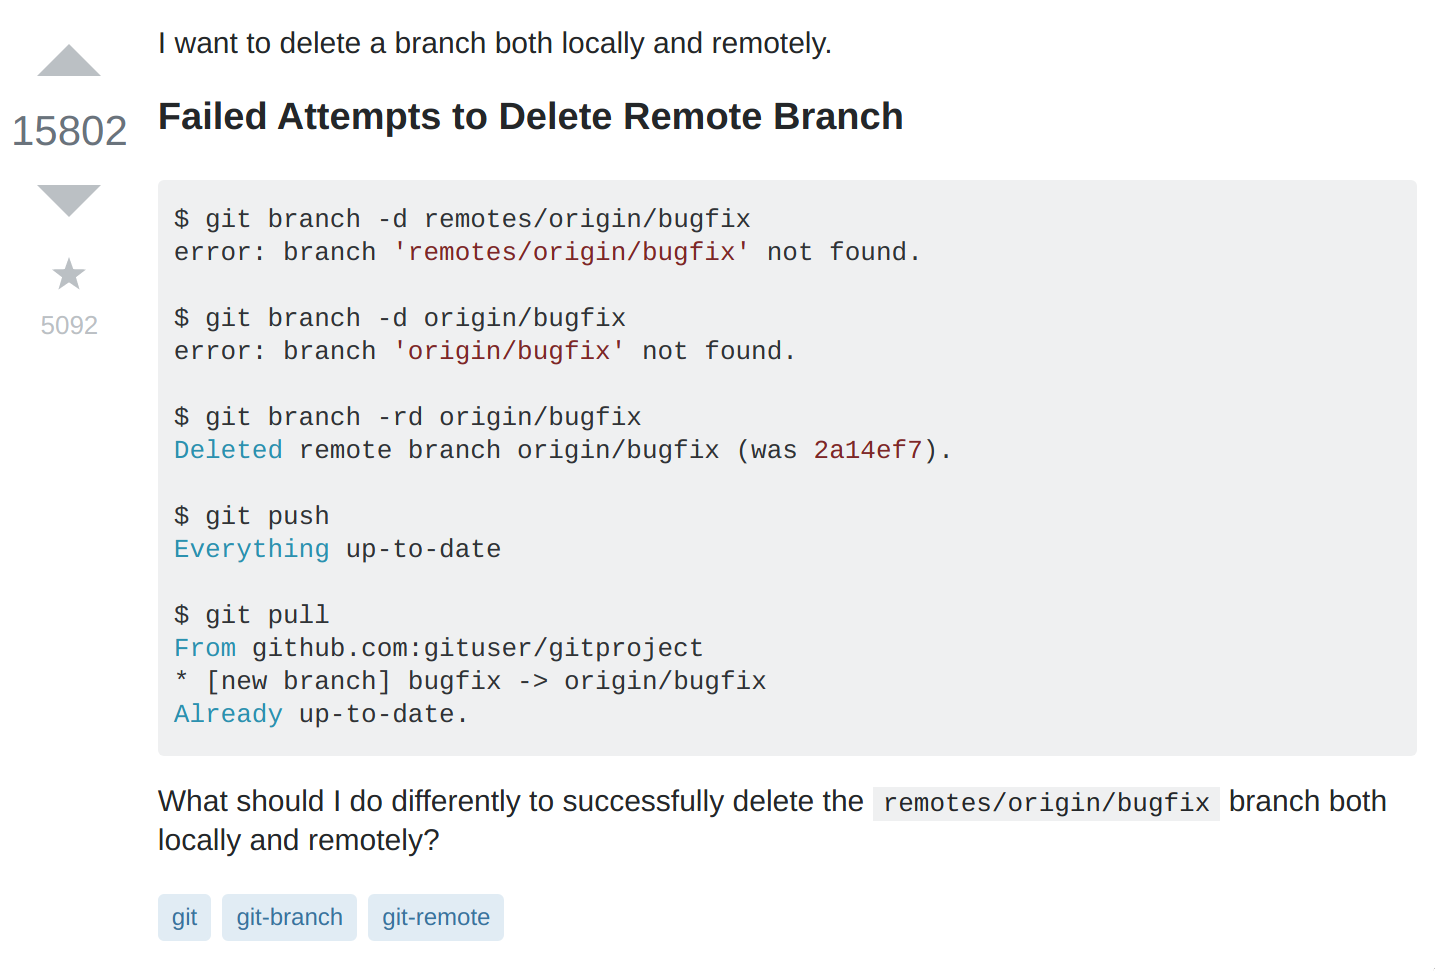 I want to delete a branch both locally and remotely.
15802
Failed Attempts to Delete Remote Branch
5092
$ git branch -d remotes/origin/bugfix
error: branch 'remotes/origin/bugfix' not found.
$ git branch -d origin/bugfix
error: branch 'origin/bugfix' not found.
$ git branch -rd origin/bugfix
Deleted remote branch origin/bugfix (was 2a14ef7).
$ git push
Everything up-to-date
$ git pull
From github.com:gituser/gitproject
* [new branch] bugfix -> origin/bugfix
Already up-to-date.
What should I do differently to successfully delete the remotes/origin/bugfix branch both
locally and remotely?
git git-branch git-remote